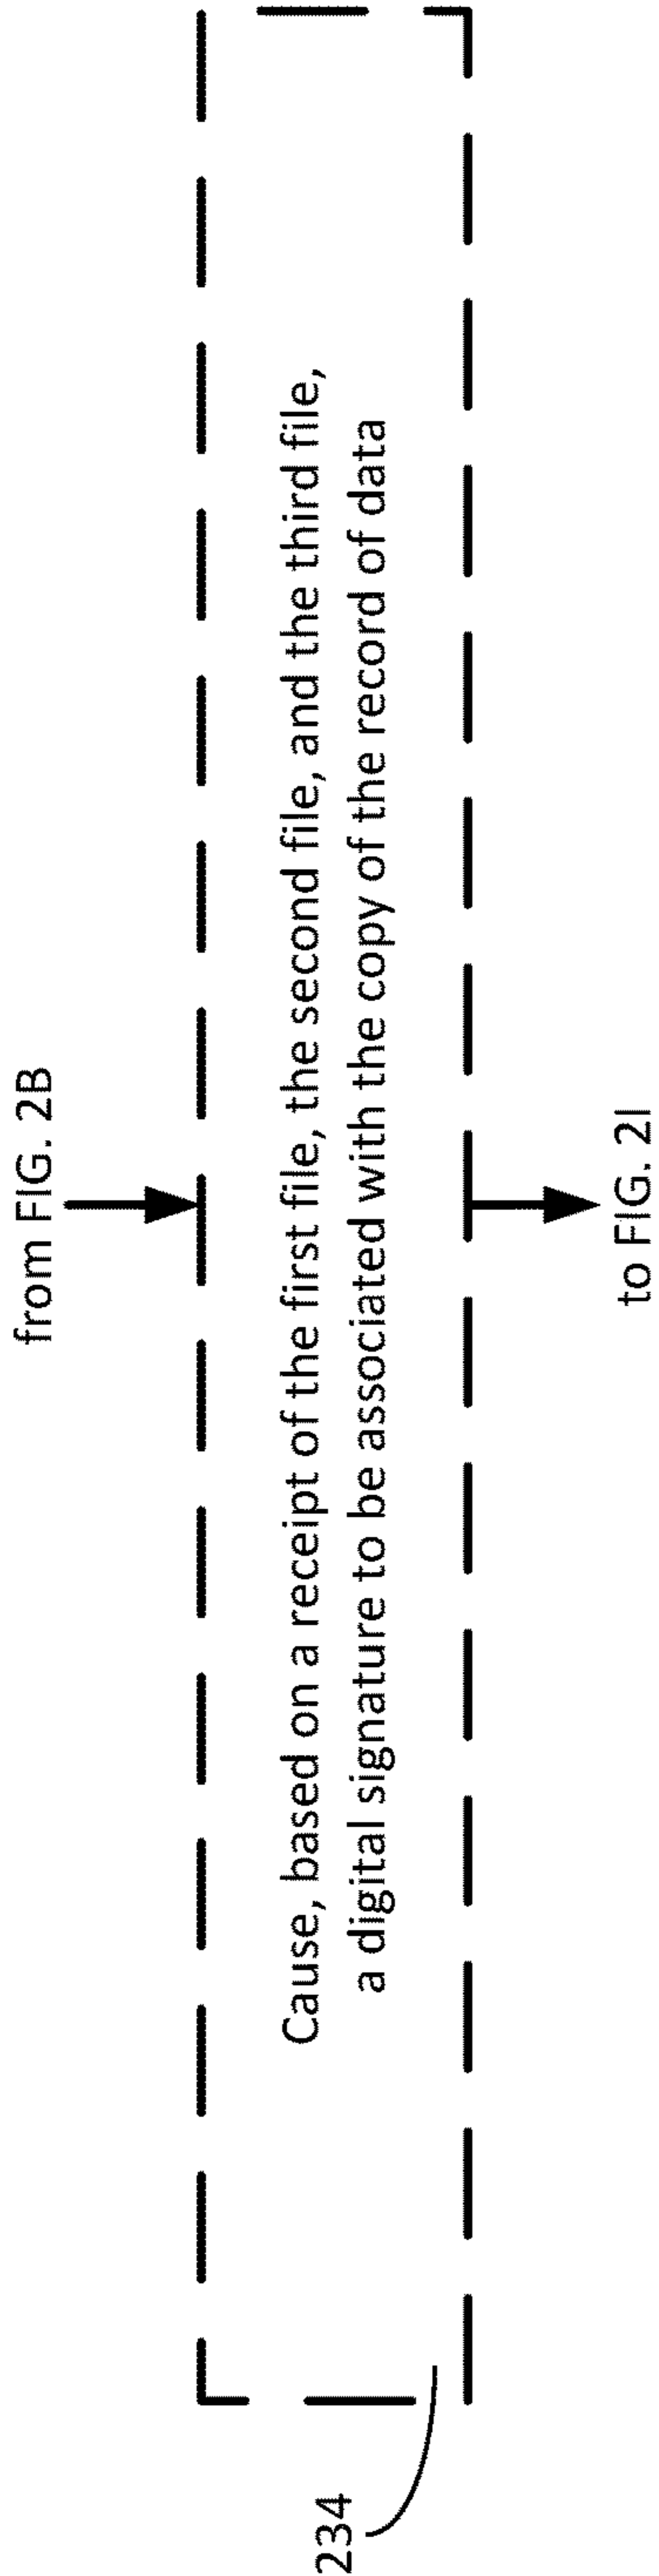 from FIG. 2B
Cause, based on a receipt of the first file, the second file, and the third file,
a digital signature to be associated with the copy of the record of data
234
to FIG. 2I